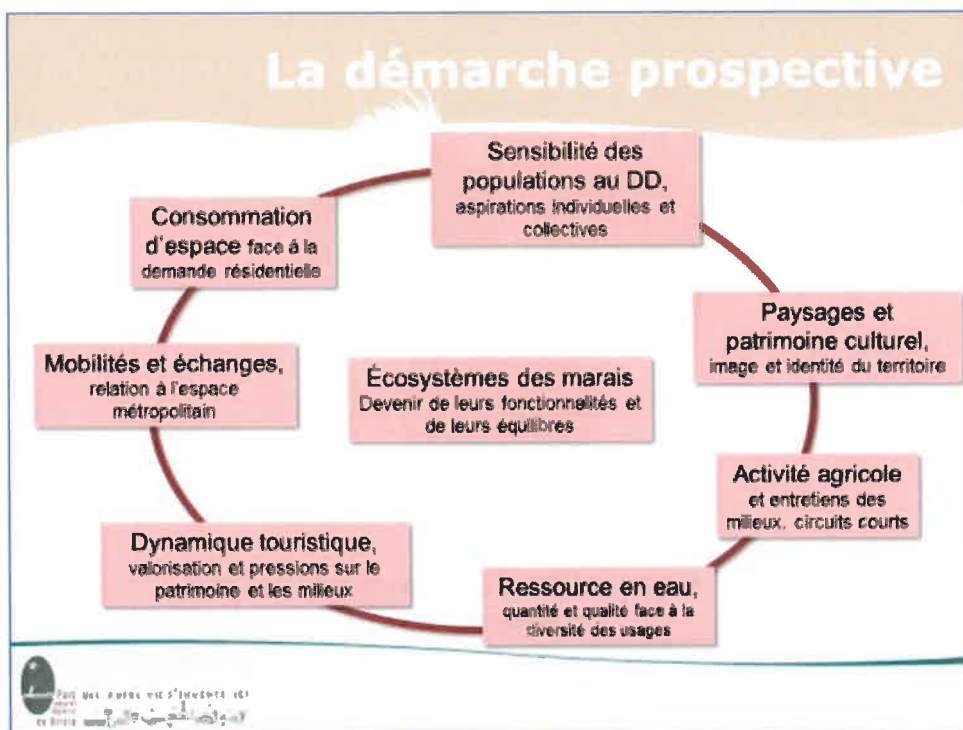 La démarche prospective
Sensibilité des
populations au DD,
aspirations individuelles et
collectives
Consommation
d'espace face à la
demande résidentielle
Paysages et
patrimoine culturel,
image et identité du territoire
Mobilités et échanges,
relation à l'espace
métropolitain
Écosystèmes des marais
Devenir de leurs fonctionnalités et
de leurs équilibres
Activité agricole
et entretiens des
milieux, circuits courts
Dynamique touristique,
valorisation et pressions sur le
patrimoine et les milieux
Ressource en eau,
quantité et qualité face à la
diversité des usages
Parc